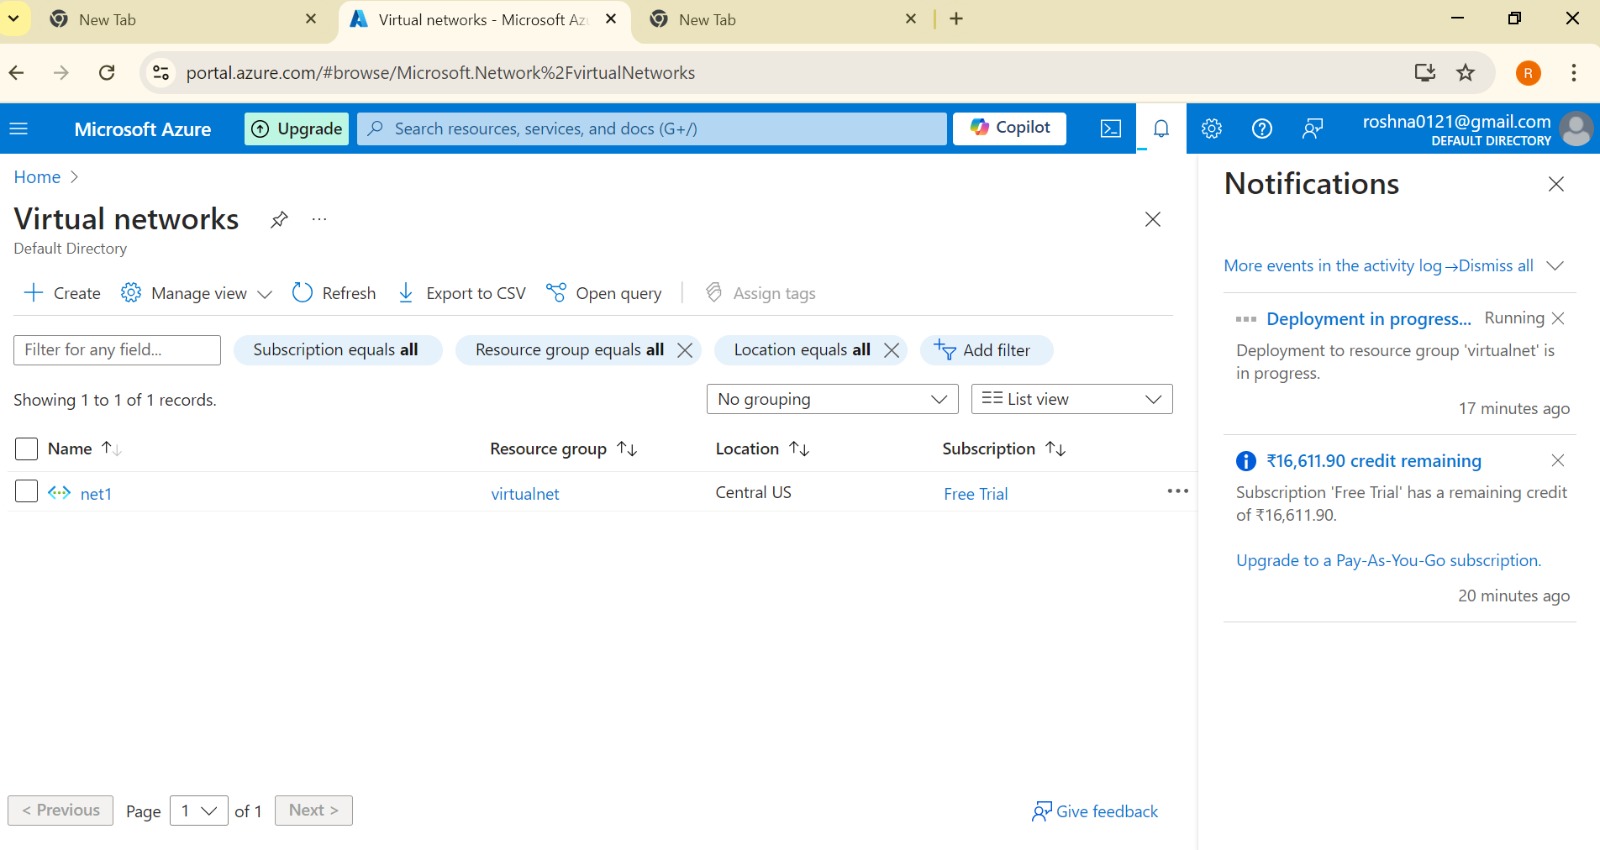 New Tab
Virtual networks - Microsoft Az
New Tab
portal.azure.com/#browse/Microsoft.Network%2FvirtualNetworks
R
Microsoft Azure
Upgrade
Search resources, services, and docs (G+/)
Copilot
roshna0121@gmail.com
DEFAULT DIRECTORY
Home >
Virtual networks
...
Default Directory
Create
Manage view
Refresh
Export to CSV
Open query
Assign tags
Filter for any field...
Subscription equals all
Resource group equals all
Location equals all
Add filter
Showing 1 to 1 of 1 records.
No grouping
List view
Name
Resource group
Location
Subscription
net1
virtualnet
Central US
Free Trial
...
< Previous
Page
1
of 1
Next >
Give feedback
Notifications
More events in the activity log→
Dismiss all
Deployment in progress...
Running
Deployment to resource group 'virtualnet' is
in progress.
17 minutes ago
₹16,611.90 credit remaining
Subscription 'Free Trial' has a remaining credit
of ₹16,611.90.
Upgrade to a Pay-As-You-Go subscription.
20 minutes ago